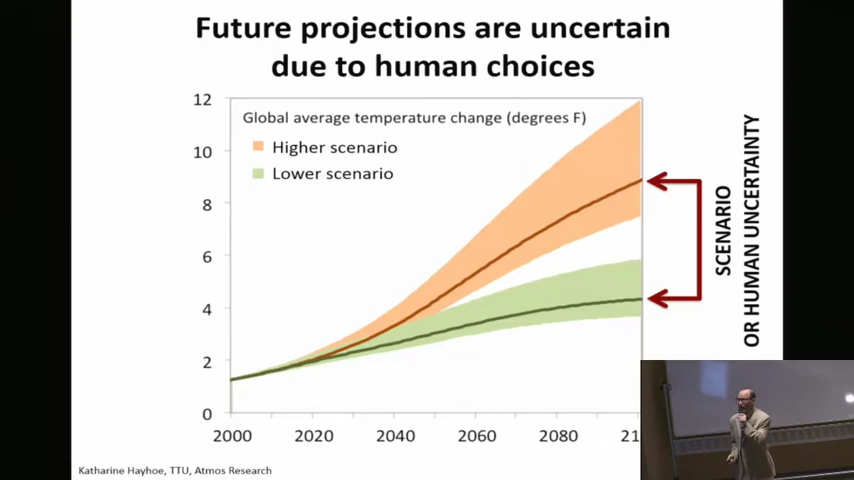 Future projections are uncertain
due to human choices
12
Global average temperature change (degrees F)
Higher scenario
10
Lower scenario
8
6
4
2
0
2000 2020 2040 2060 2080 21
SCENARIO
OR HUMAN UNCERTAINTY
Katharine Hayhoe, TTU, Atmos Research